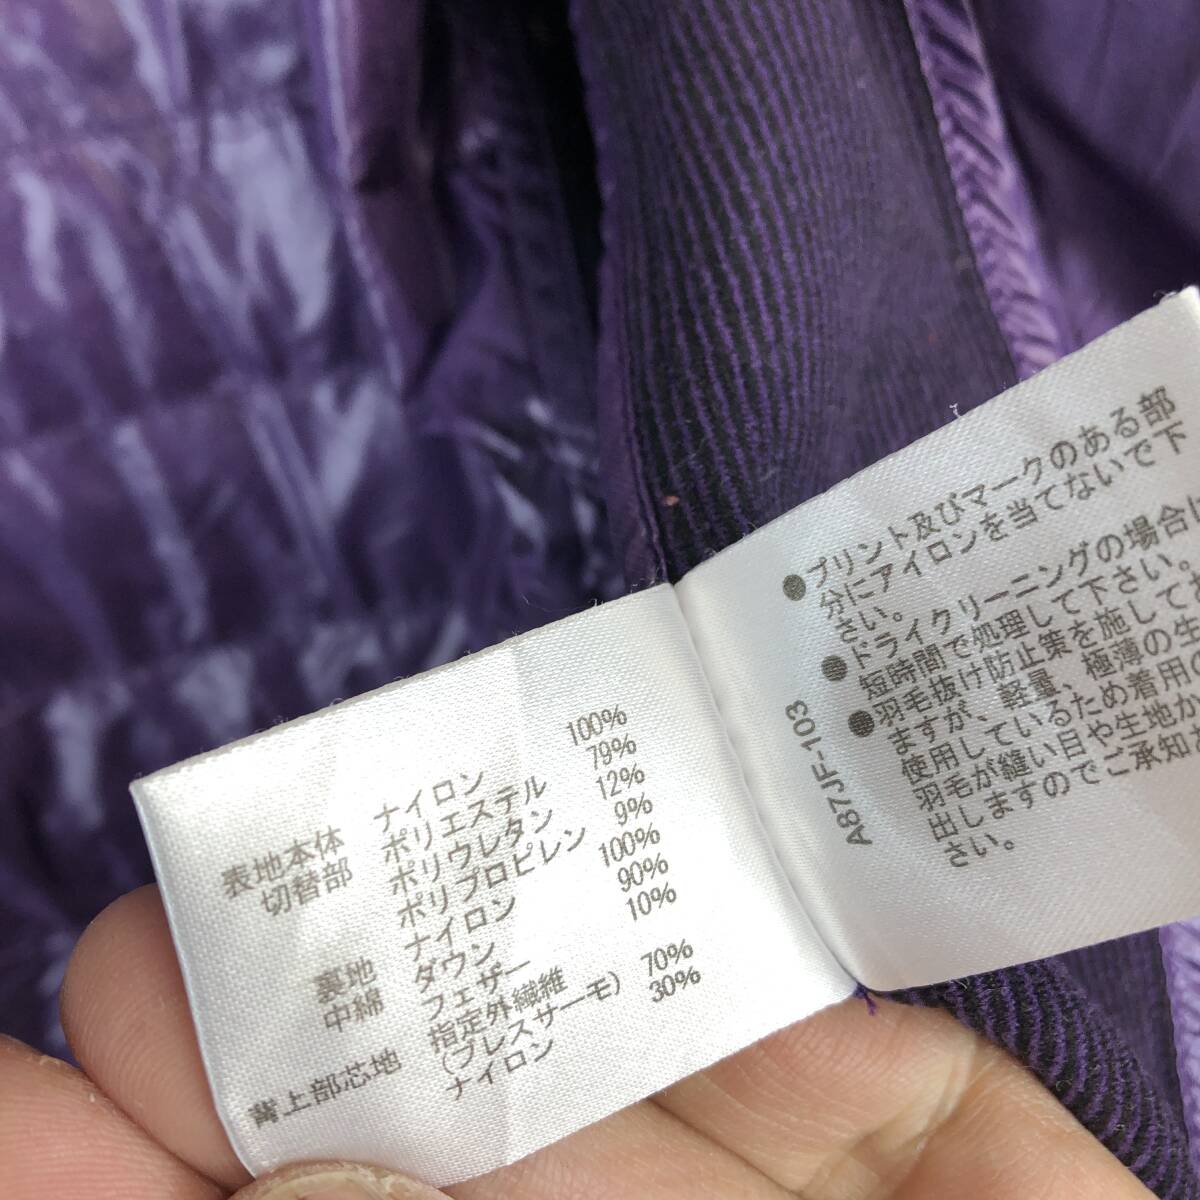 表地本体 ナイロン 100%
切替部 ポリエステル 79%
ポリウレタン 12%
ポリプロピレン 9%
裏地 ナイロン 100%
中綿 ダウン 90%
フェザー 10%
背上部芯地 指定外繊維
(ブレスサーモ) 70%
ナイロン 30%
●プリント及びマークのある部
分にアイロンを当てないで下
さい。
●ドライクリーニングの場合は
短時間で処理して下さい。
●羽毛抜け防止策を施してお
ますが、軽量、極薄の生
使用しているため着用の
羽毛が縫い目や生地から
出しますのでご承知
さい。
A87JF-103